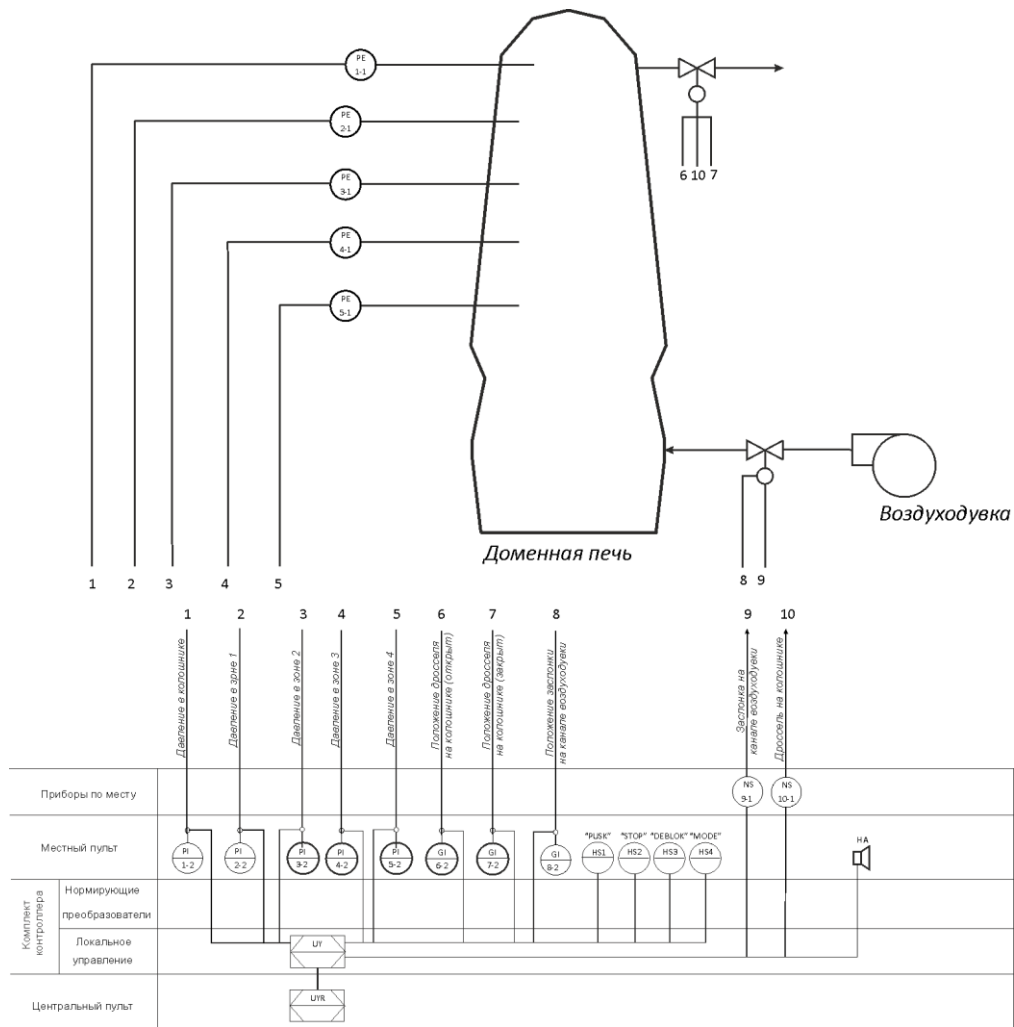 PE
1-1
PE
2-1
PE
3-1
PE
4-1
PE
5-1
6 10 7
Воздуходувка
Доменная печь
1 2 3 4 5
8 9
1 2 3 4 5 6 7 8 9 10
Давление в колошнике
Давление в зрне 1
Давление в зоне 2
Давление в зоне 3
Давление в зоне 4
Положение дросселя
на колошнике (открыт)
Положение дросселя
на колошнике (закрыт)
Положение заслонки
на канале воздуходувки
Заслонка на
канале воздуходувки
Дроссель на колошнике
Приборы по месту
NS
9-1
NS
10-1
Местный пульт
PI
1-2
PI
2-2
PI
3-2
PI
4-2
PI
5-2
GI
6-2
GI
7-2
GI
8-2
"PUSK" "STOP" "DEBLOK" "MODE"
HS1 HS2 HS3 HS4
HA
Комплект
контроллера
Нормирующие
преобразователи
Локальное
управление
UY
Центральный пульт
UYR